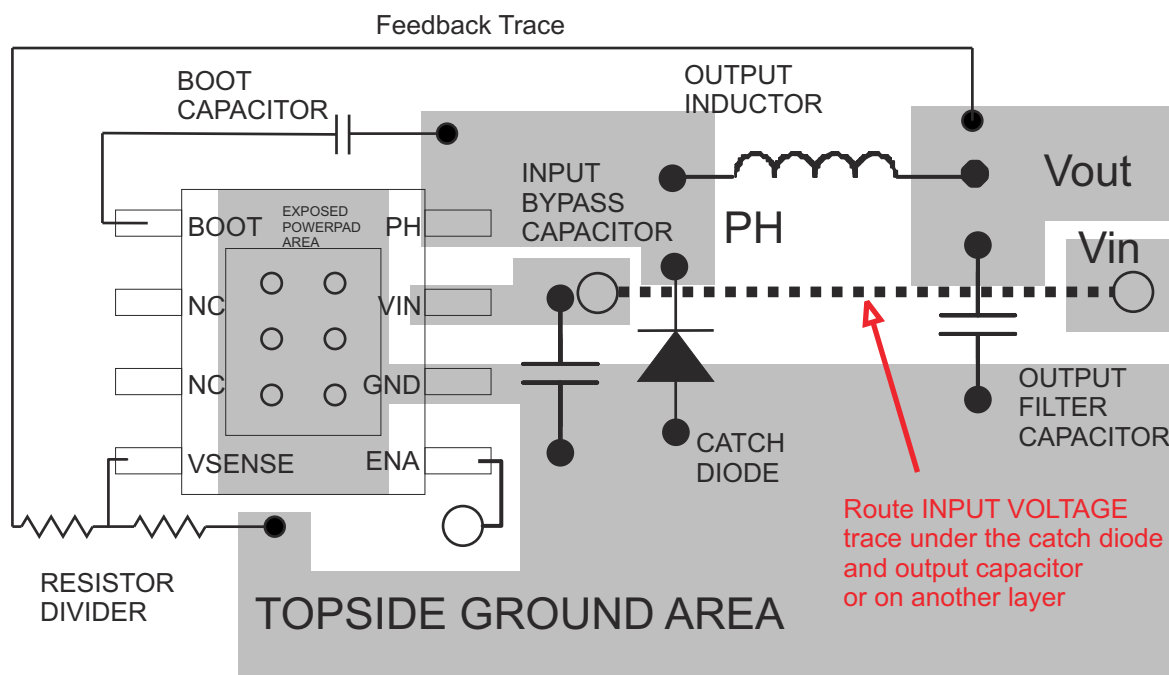 Feedback Trace
BOOT
CAPACITOR
OUTPUT
INDUCTOR
INPUT
BYPASS
CAPACITOR
Vout
PH
Vin
BOOT
EXPOSED
POWERPAD
AREA
PH
NC
VIN
NC
GND
VSENSE
ENA
CATCH
DIODE
OUTPUT
FILTER
CAPACITOR
Route INPUT VOLTAGE
trace under the catch diode
and output capacitor
or on another layer
RESISTOR
DIVIDER
TOPSIDE GROUND AREA